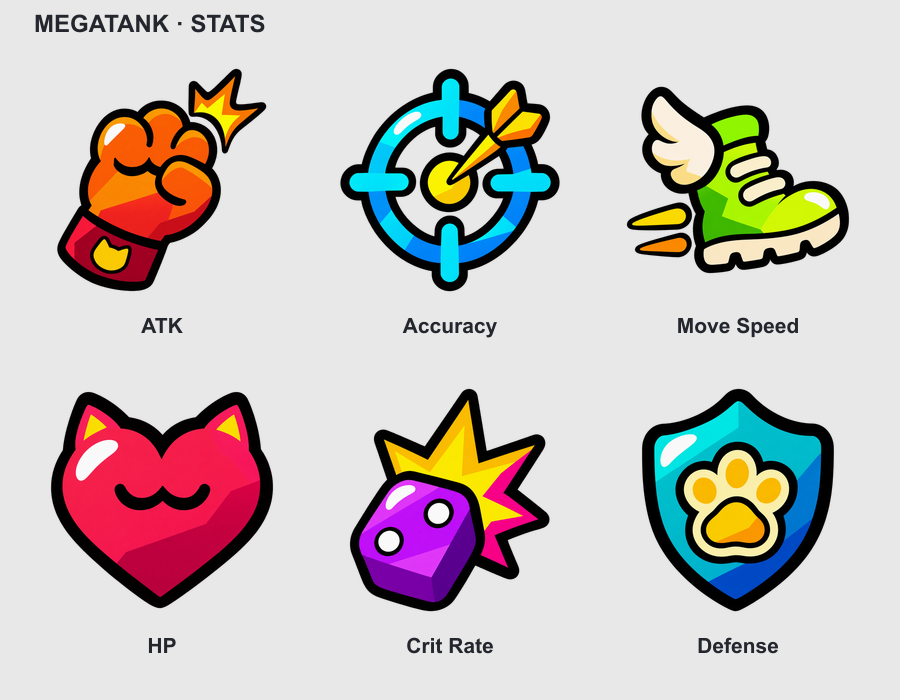 MEGATANK · STATS
ATK
Accuracy
Move Speed
HP
Crit Rate
Defense